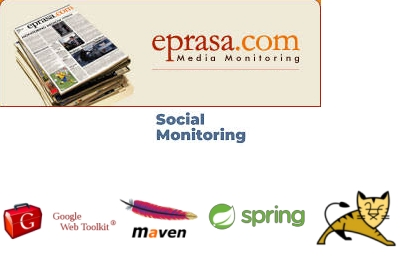 eprasa.com
Media Monitoring
Social
Monitoring
Google
Web Toolkit ®
maven
spring